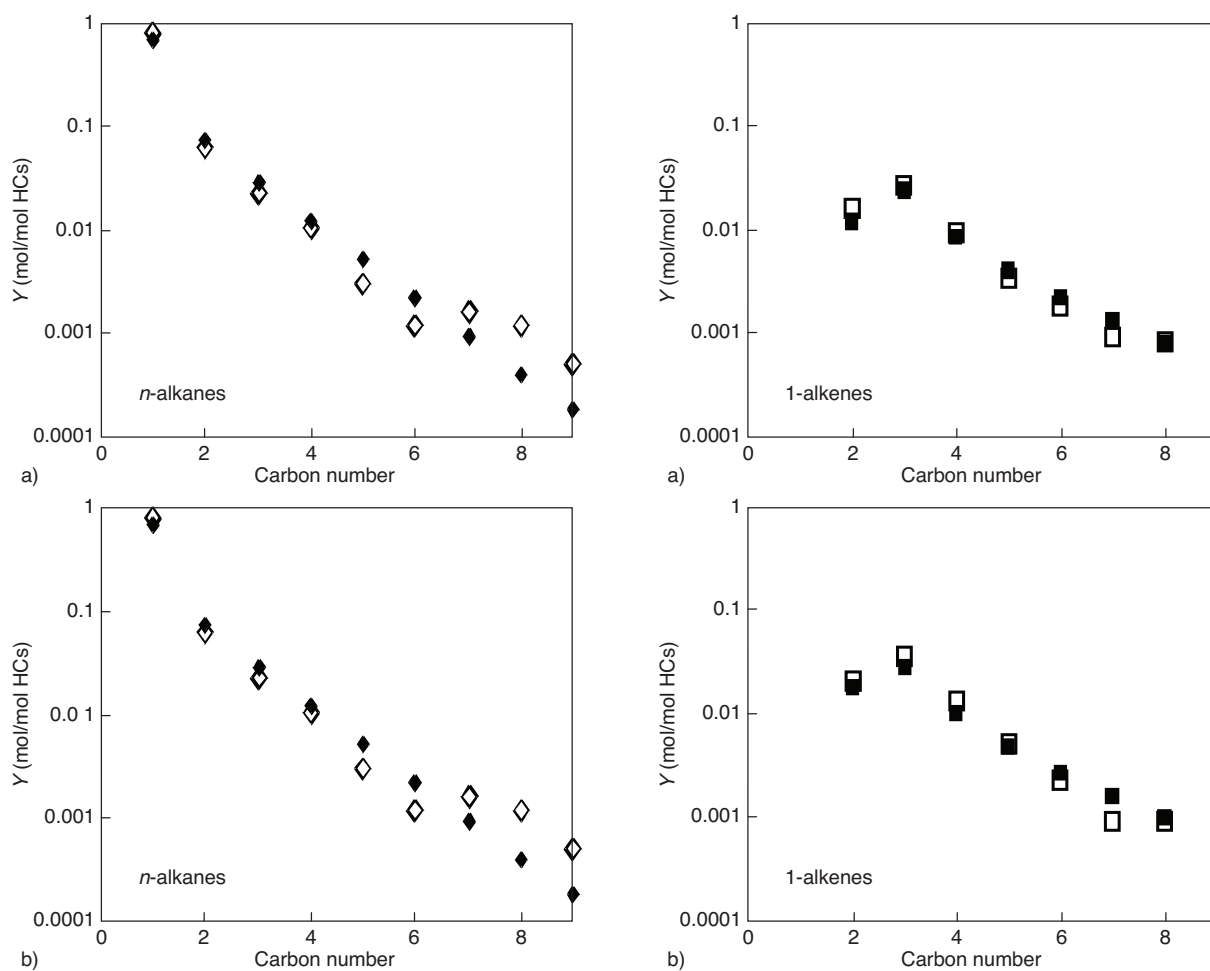 1
0.1
0.01
0.001
0.0001
Y (mol/mol HCs)
n-alkanes
0 2 4 6 8
Carbon number
a)
1
0.1
0.01
0.001
0.0001
Y (mol/mol HCs)
1-alkenes
0 2 4 6 8
Carbon number
a)
1
0.1
0.01
0.001
0.0001
Y (mol/mol HCs)
n-alkanes
0 2 4 6 8
Carbon number
b)
1
0.1
0.01
0.001
0.0001
Y (mol/mol HCs)
1-alkenes
0 2 4 6 8
Carbon number
b)